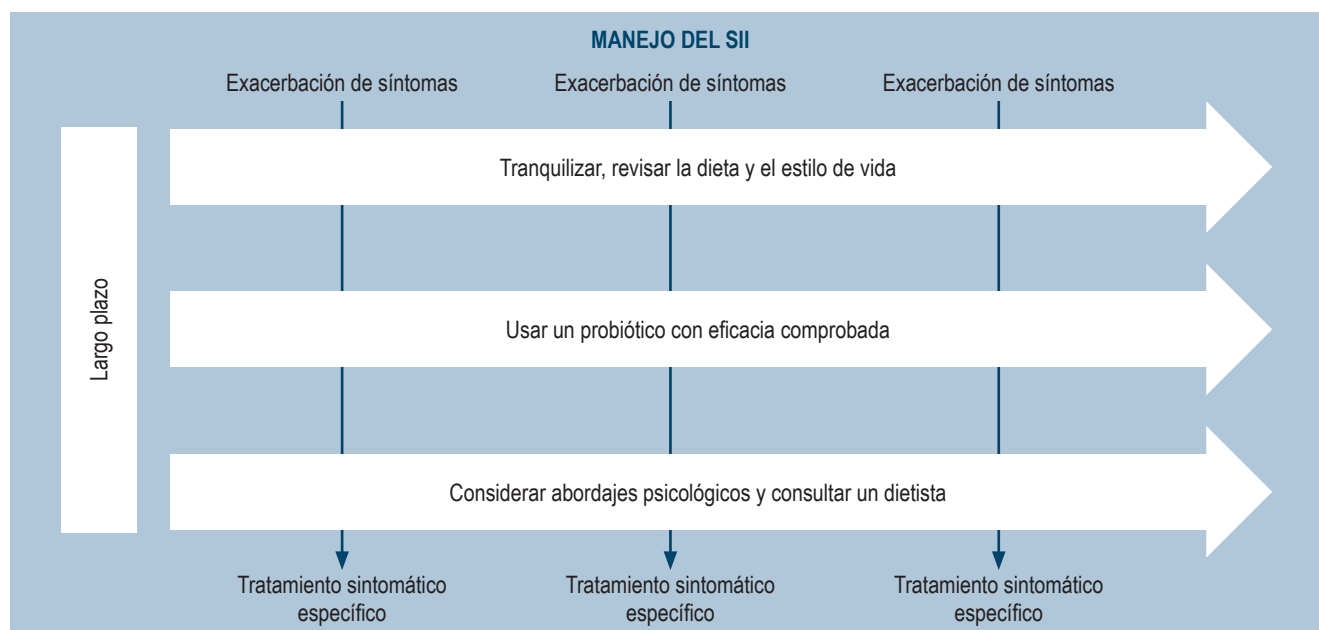 MANEJO DEL SII
Exacerbación de síntomas
Exacerbación de síntomas
Exacerbación de síntomas
Largo plazo
Tranquilizar, revisar la dieta y el estilo de vida
Usar un probiótico con eficacia comprobada
Considerar abordajes psicológicos y consultar un dietista
Tratamiento sintomático
específico
Tratamiento sintomático
específico
Tratamiento sintomático
específico